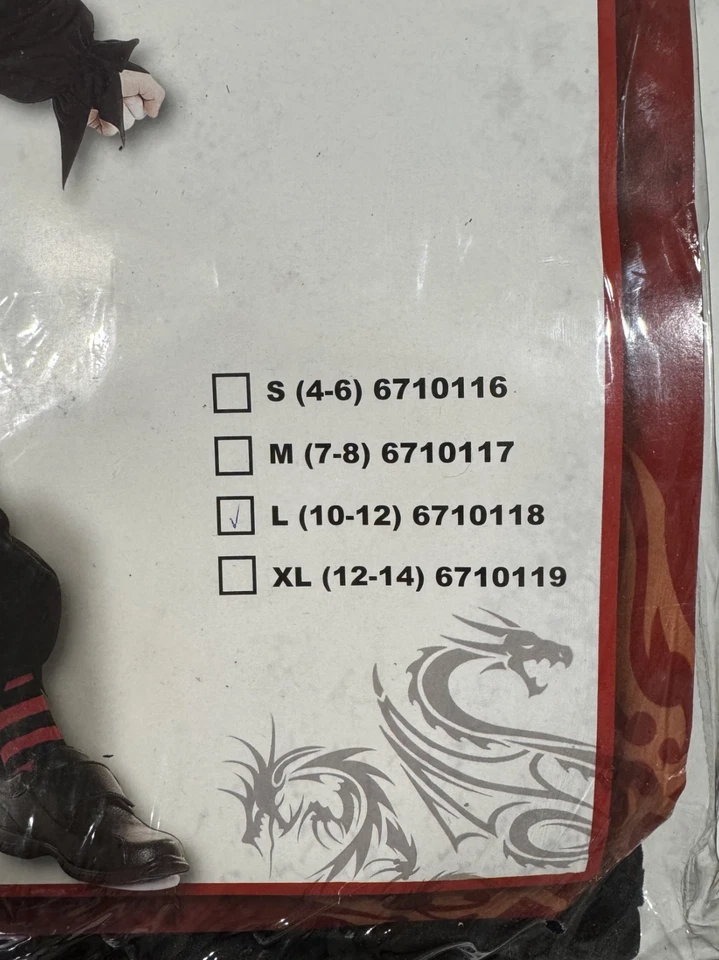 S (4-6) 6710116
M (7-8) 6710117
L (10-12) 6710118
XL (12-14) 6710119